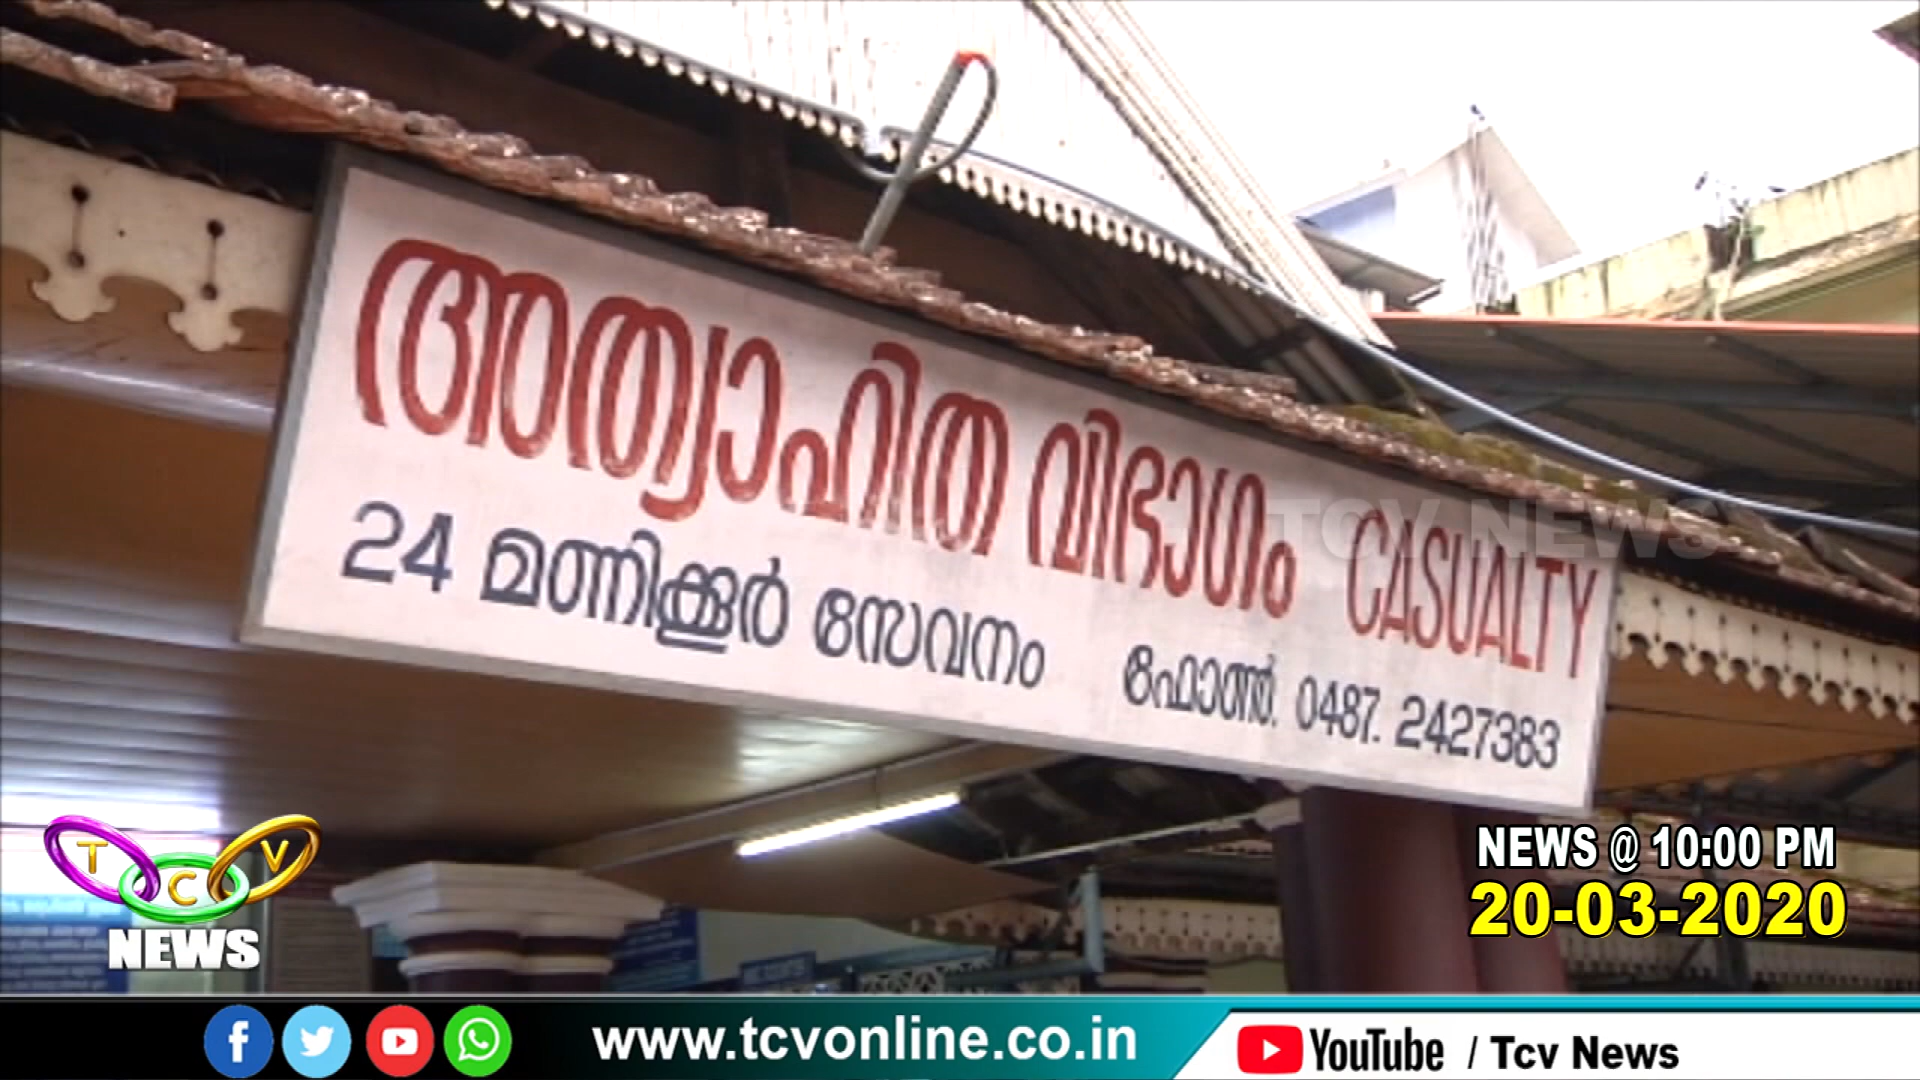 അത്യാഹിത വിഭാഗം CASUALTY
24 മണിക്കൂർ സേവനം ഫോൺ. 0487. 2427383
TCV NEWS
T C V
NEWS
NEWS @ 10:00 PM
20-03-2020
www.tcvonline.co.in
YouTube / Tcv News